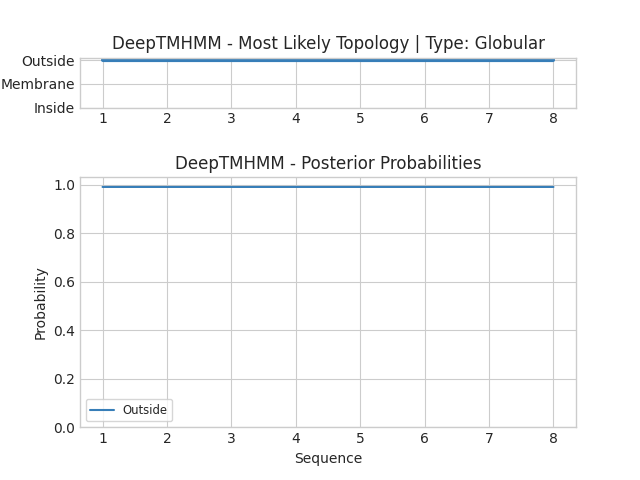 DeepTMHMM - Most Likely Topology | Type: Globular
Outside
Membrane
Inside
1 2 3 4 5 6 7 8
DeepTMHMM - Posterior Probabilities
1.0
0.8
0.6
0.4
0.2
0.0
Probability
Outside
1 2 3 4 5 6 7 8
Sequence